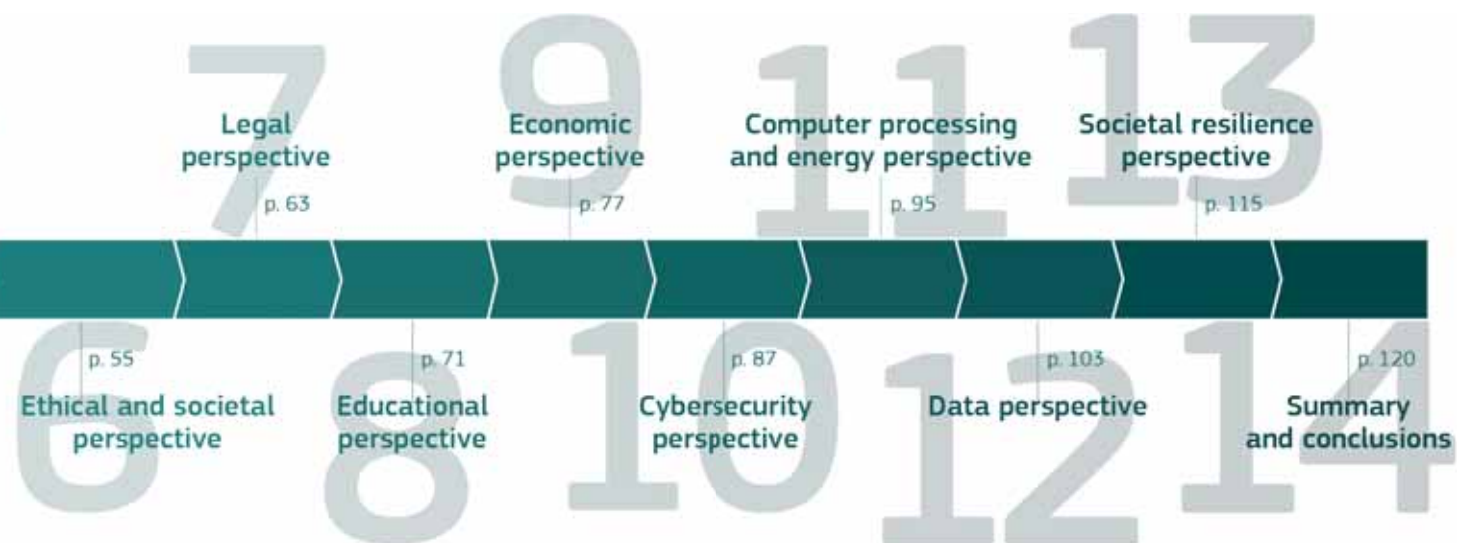 7
Legal
perspective
p. 63
9
Economic
perspective
p. 77
11
Computer processing
and energy perspective
p. 95
13
Societal resilience
perspective
p. 115
6
p. 55
Ethical and societal
perspective
8
p. 71
Educational
perspective
10
p. 87
Cybersecurity
perspective
12
p. 103
Data perspective
14
p. 120
Summary
and conclusions